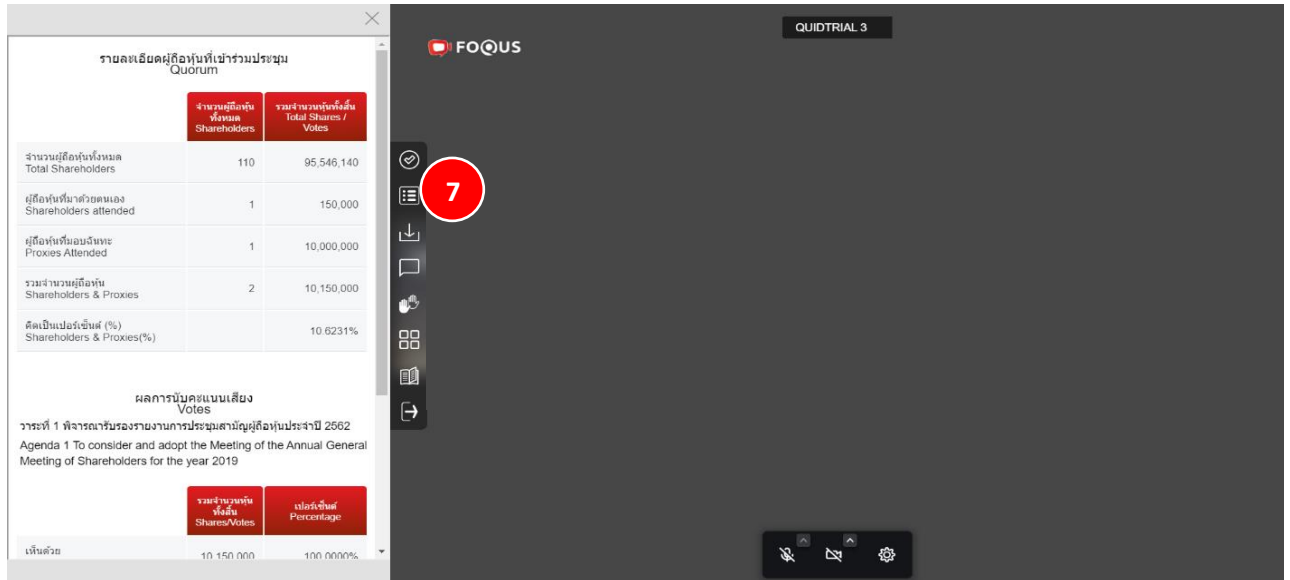 QUIDTRIAL 3
FOQUS
รายละเอียดผู้ถือหุ้นที่เข้าร่วมประชุม
Quorum
จำนวนผู้ถือหุ้น
ทั้งหมด
Shareholders
รวมจำนวนหุ้นทั้งสิ้น
Total Shares /
Votes
จำนวนผู้ถือหุ้นทั้งหมด
Total Shareholders
110
95,546,140
ผู้ถือหุ้นที่มาด้วยตนเอง
Shareholders attended
1
150,000
ผู้ถือหุ้นที่มอบฉันทะ
Proxies Attended
1
10,000,000
รวมจำนวนผู้ถือหุ้น
Shareholders & Proxies
2
10,150,000
คิดเป็นเปอร์เซ็นต์ (%)
Shareholders & Proxies(%)
10.6231%
7
ผลการนับคะแนนเสียง
Votes
วาระที่ 1 พิจารณารับรองรายงานการประชุมสามัญผู้ถือหุ้นประจำปี 2562
Agenda 1 To consider and adopt the Meeting of the Annual General
Meeting of Shareholders for the year 2019
รวมจำนวนหุ้น
ทั้งสิ้น
Shares/Votes
เปอร์เซ็นต์
Percentage
เห็นด้วย
10,150,000
100.0000%